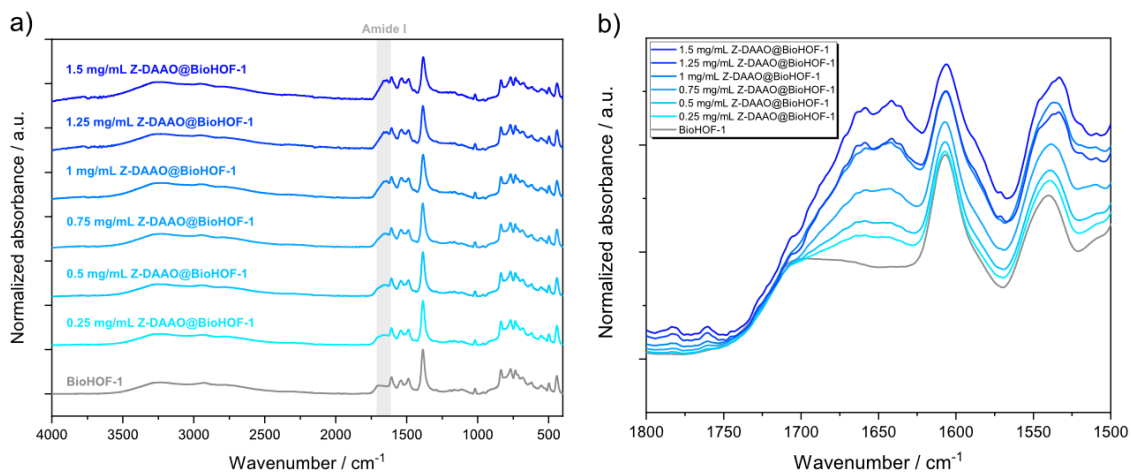 a)
Amide I
1.5 mg/mL Z-DAAO@BioHOF-1
1.25 mg/mL Z-DAAO@BioHOF-1
1 mg/mL Z-DAAO@BioHOF-1
0.75 mg/mL Z-DAAO@BioHOF-1
0.5 mg/mL Z-DAAO@BioHOF-1
0.25 mg/mL Z-DAAO@BioHOF-1
BioHOF-1
Normalized absorbance / a.u.
4000 3500 3000 2500 2000 1500 1000 500
Wavenumber / cm⁻¹
b)
1.5 mg/mL Z-DAAO@BioHOF-1
1.25 mg/mL Z-DAAO@BioHOF-1
1 mg/mL Z-DAAO@BioHOF-1
0.75 mg/mL Z-DAAO@BioHOF-1
0.5 mg/mL Z-DAAO@BioHOF-1
0.25 mg/mL Z-DAAO@BioHOF-1
BioHOF-1
Normalized absorbance / a.u.
1800 1750 1700 1650 1600 1550 1500
Wavenumber / cm⁻¹